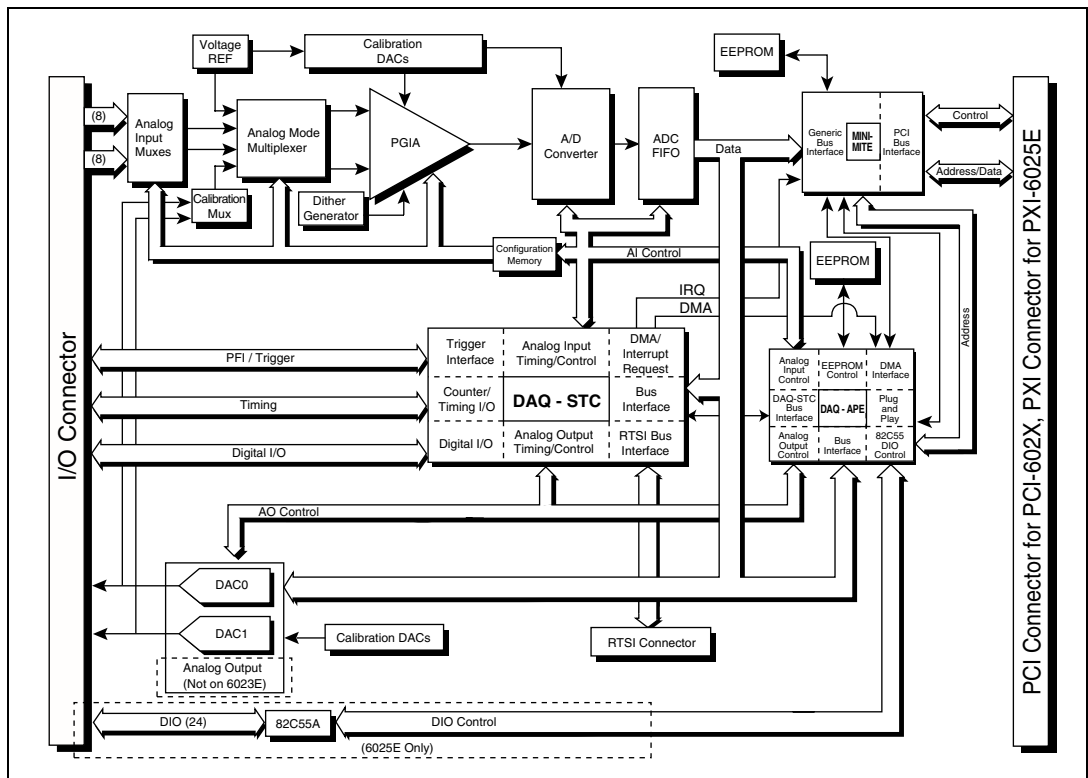 Voltage
REF
Calibration
DACs
EEPROM
(8)
(8)
Analog
Input
Muxes
Analog Mode
Multiplexer
PGIA
A/D
Converter
ADC
FIFO
Data
Generic
Bus
Interface
MINI-
MITE
PCI
Bus
Interface
Control
Address/Data
Calibration
Mux
Dither
Generator
Configuration
Memory
AI Control
EEPROM
IRQ
DMA
Address
I/O Connector
PCI Connector for PCI-602X, PXI Connector for PXI-6025E
PFI / Trigger
Timing
Digital I/O
Trigger
Interface
Analog Input
Timing/Control
DMA/
Interrupt
Request
Counter/
Timing I/O
DAQ - STC
Bus
Interface
Digital I/O
Analog Output
Timing/Control
RTSI Bus
Interface
Analog
Input
Control
EEPROM
Control
DMA
Interface
DAQ-STC
Bus
Interface
DAQ - APE
Plug
and
Play
Analog
Output
Control
Bus
Interface
82C55
DIO
Control
AO Control
DAC0
DAC1
Calibration DACs
RTSI Connector
Analog Output
(Not on 6023E)
DIO (24)
82C55A
DIO Control
(6025E Only)